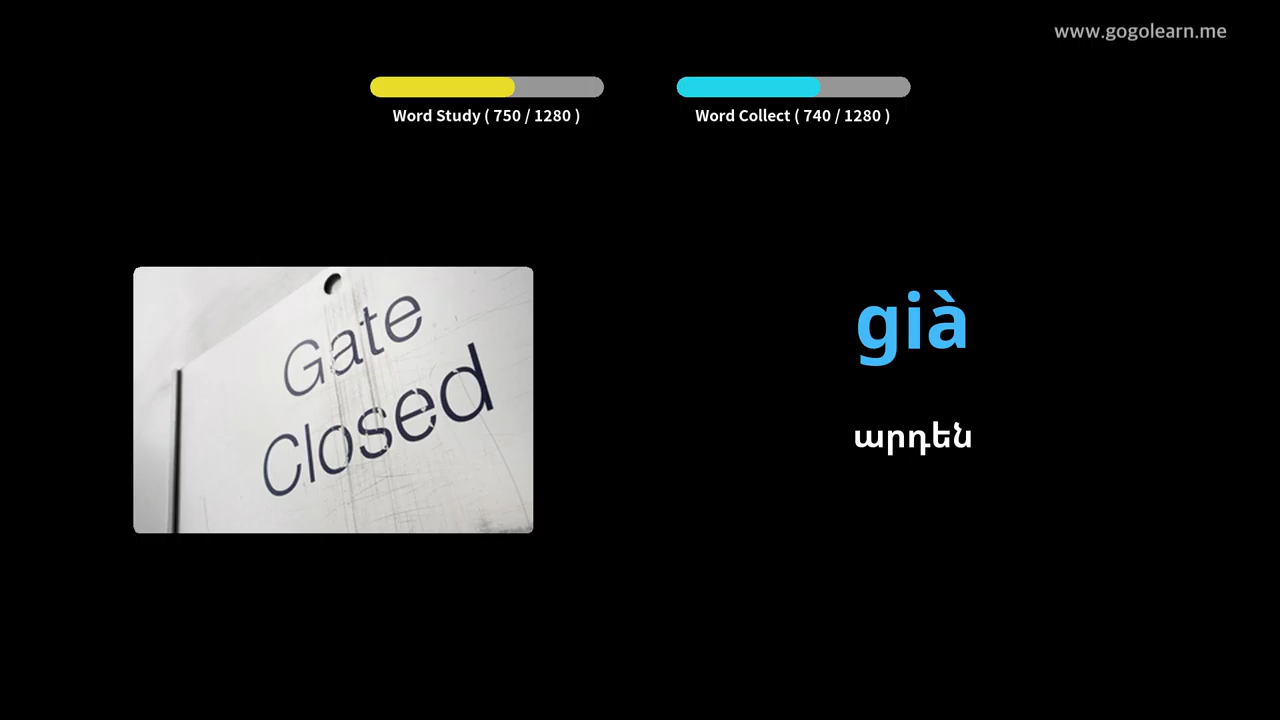 www.gogolearn.me
Word Study ( 750 / 1280 )
Word Collect ( 740 / 1280 )
Gate
Closed
già
արդեն